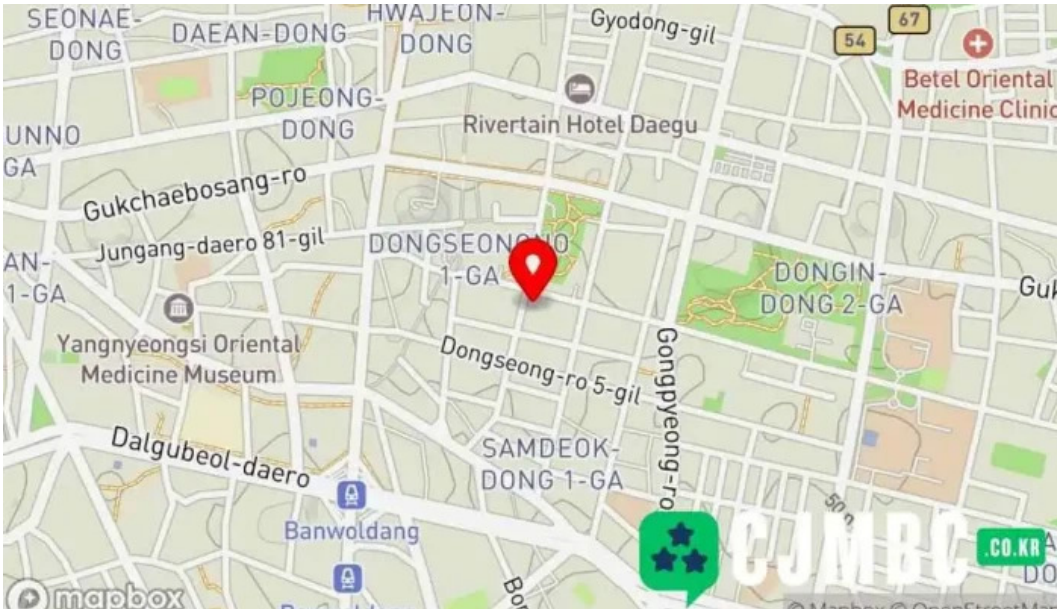 SEONAE-
DONG
DAEAN-DONG
HWAJEON-
DONG
Gyodong-gil
67
54
Betel Oriental
Medicine Clinic
POJEONG-
DONG
Rivertain Hotel Daegu
UNNO
GA
Gukchaebosang-ro
Jungang-daero 81-gil
DONGSEONGNO
1-GA
AN-
1-GA
DONGIN-
DONG 2-GA
Guk
Yangnyeongsi Oriental
Medicine Museum
Dongseong-ro 5-gil
Gongpyeong-ro
Dalgubeol-daero
SAMDEOK-
DONG 1-GA
Banwoldang
CJMBC
.CO.KR
DO
mapbox